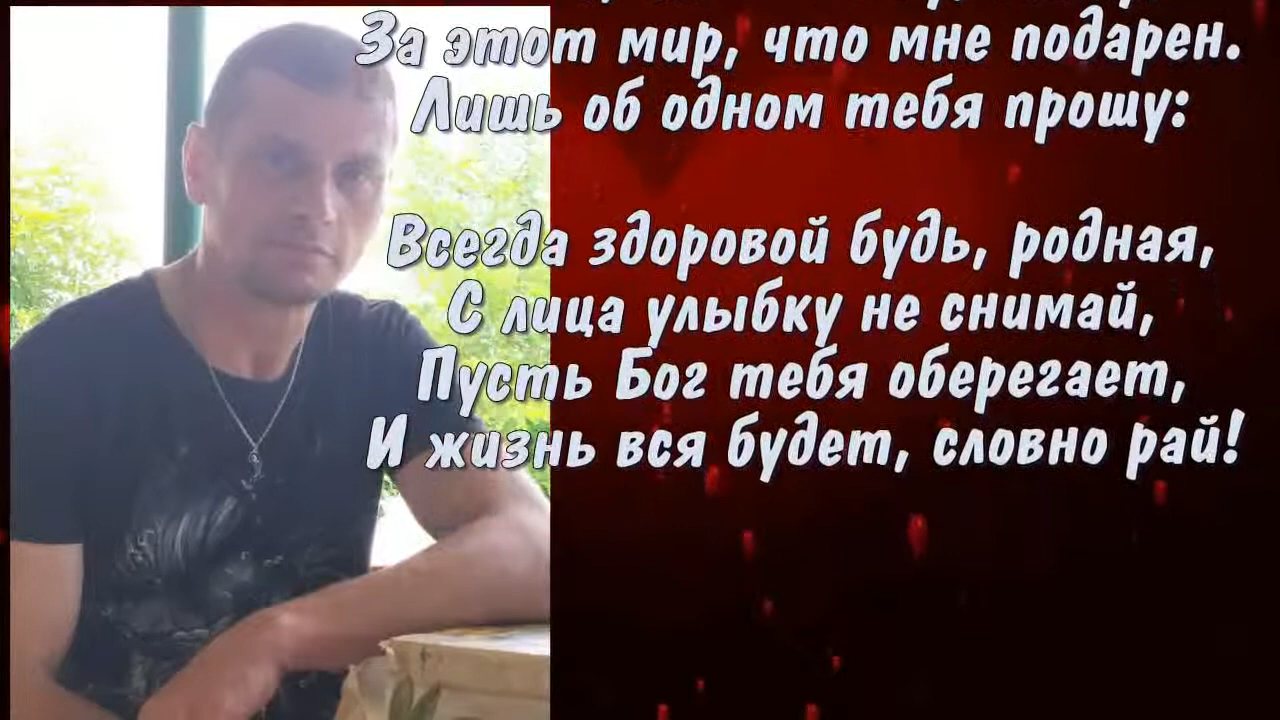 За этот мир, что мне подарен.
Лишь об одном тебя прошу:
Всегда здоровой будь, родная,
С лица улыбку не снимай,
Пусть Бог тебя оберегает,
И жизнь вся будет, словно рай!